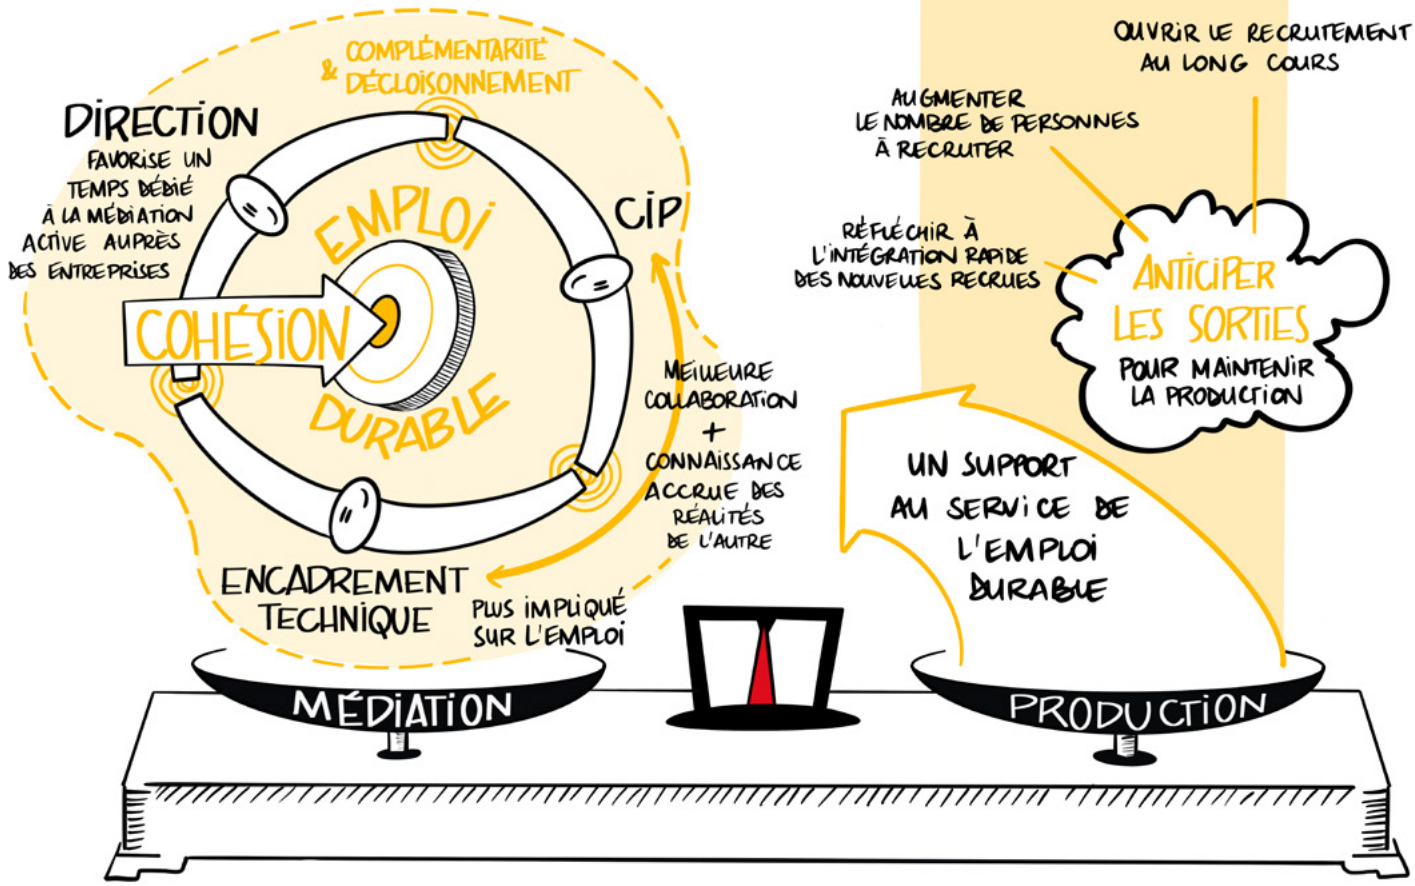 COMPLÉMENTARITÉ
& DÉCLOISONNEMENT
DIRECTION
FAVORISE UN
TEMPS DÉDIÉ
À LA MÉDIATION
ACTIVE AUPRÈS
DES ENTREPRISES
EMPLOI
DURABLE
COHÉSION
CIP
MEILLEURE
COLLABORATION
+
CONNAISSANCE
ACCRUE DES
RÉALITÉS
DE L'AUTRE
ENCADREMENT
TECHNIQUE
PLUS IMPLIQUÉ
SUR L'EMPLOI
MÉDIATION
OUVRIR LE RECRUTEMENT
AU LONG COURS
AUGMENTER
LE NOMBRE DE PERSONNES
À RECRUTER
RÉFLÉCHIR À
L'INTÉGRATION RAPIDE
DES NOUVELLES RECRUES
ANTICIPER
LES SORTIES
POUR MAINTENIR
LA PRODUCTION
UN SUPPORT
AU SERVICE DE
L'EMPLOI
DURABLE
PRODUCTION